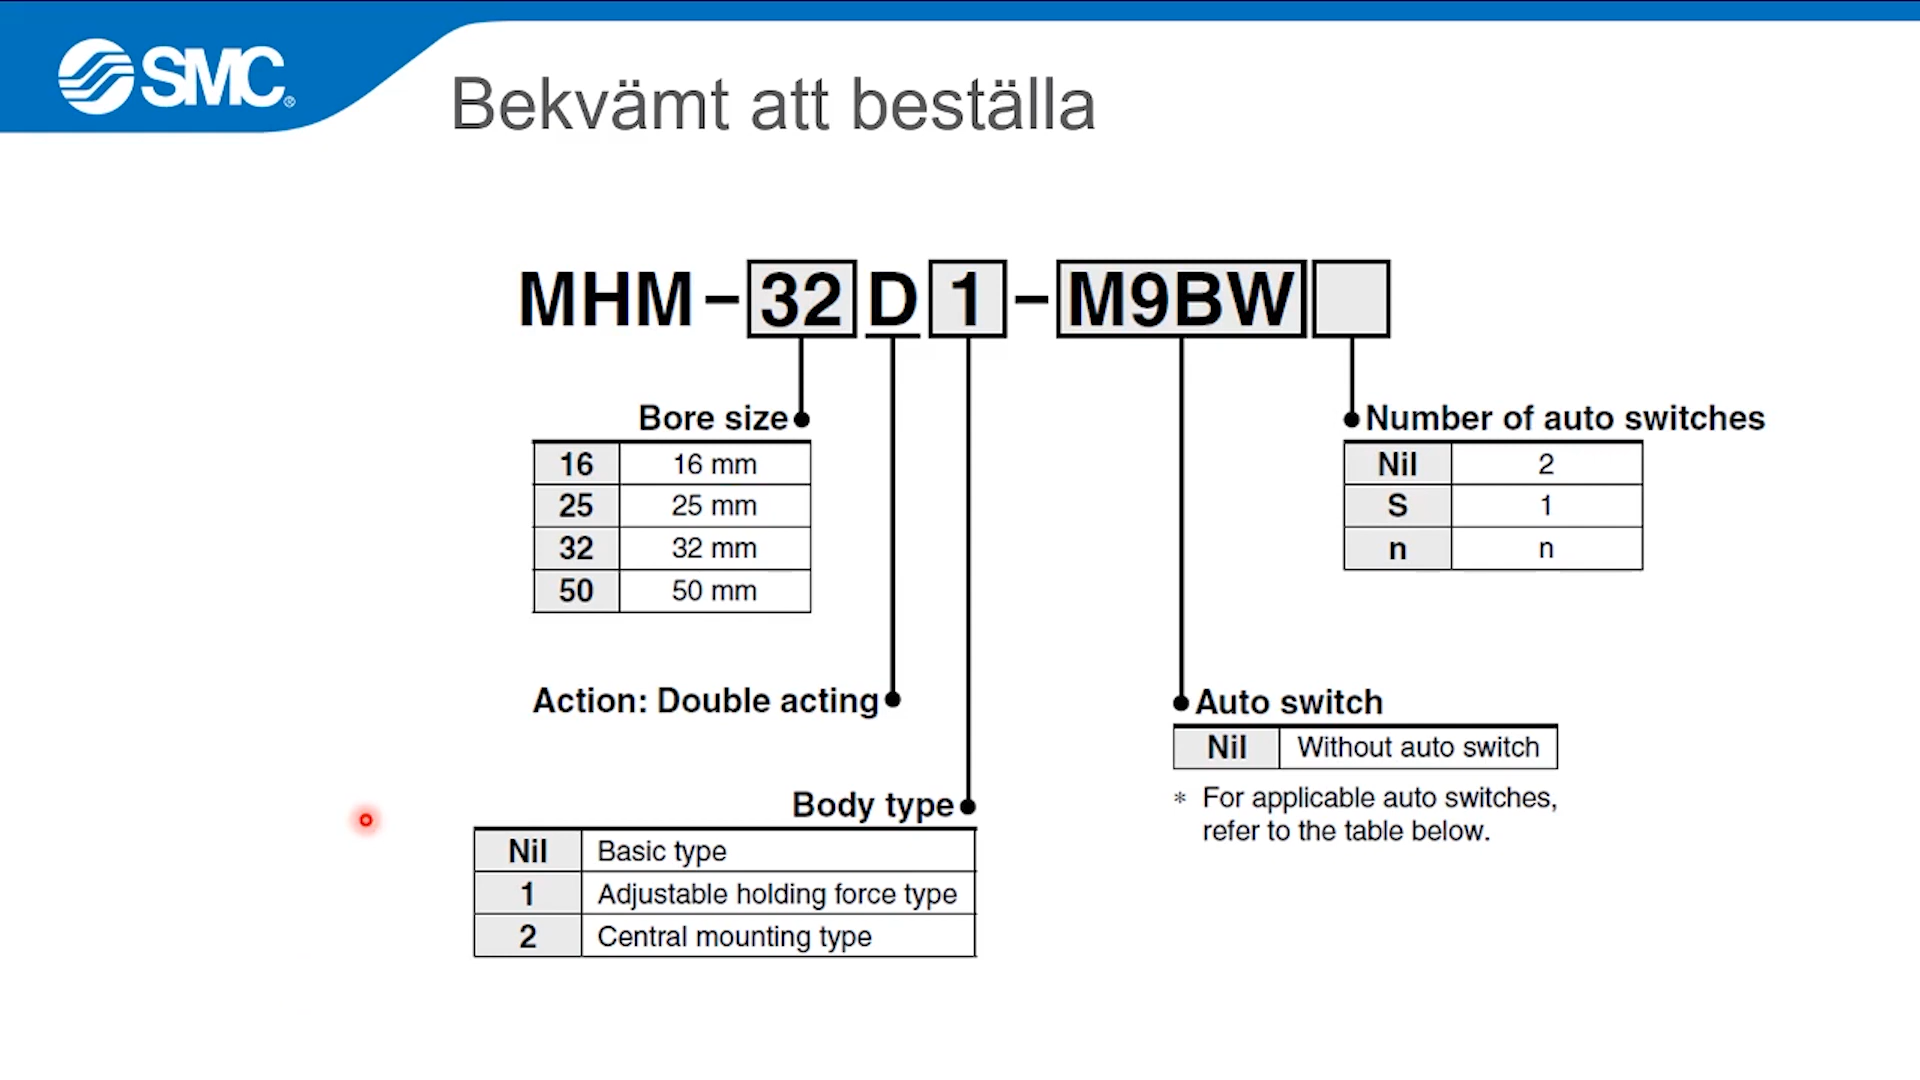 SMC®
Bekvämt att beställa
MHM-32D1-M9BW
Bore size
16 16 mm
25 25 mm
32 32 mm
50 50 mm
Number of auto switches
Nil 2
S 1
n n
Action: Double acting
Auto switch
Nil Without auto switch
* For applicable auto switches,
refer to the table below.
Body type
Nil Basic type
1 Adjustable holding force type
2 Central mounting type